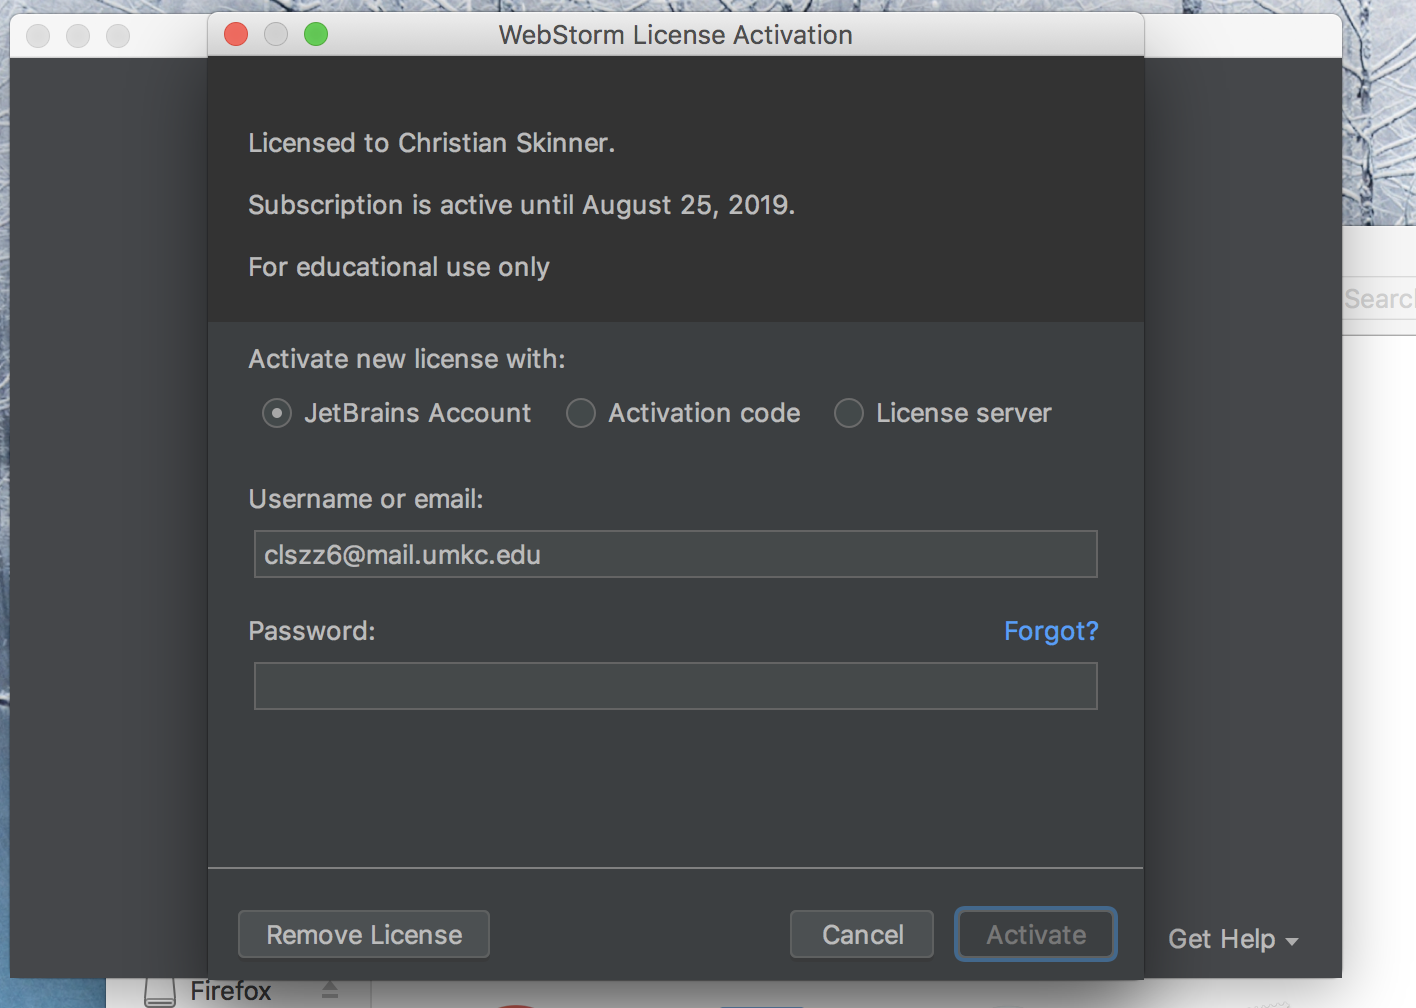 WebStorm License Activation
Licensed to Christian Skinner.
Subscription is active until August 25, 2019.
For educational use only
Activate new license with:
JetBrains Account Activation code License server
Username or email:
clszz6@mail.umkc.edu
Password: Forgot?
Remove License Cancel Activate
Get Help
Firefox